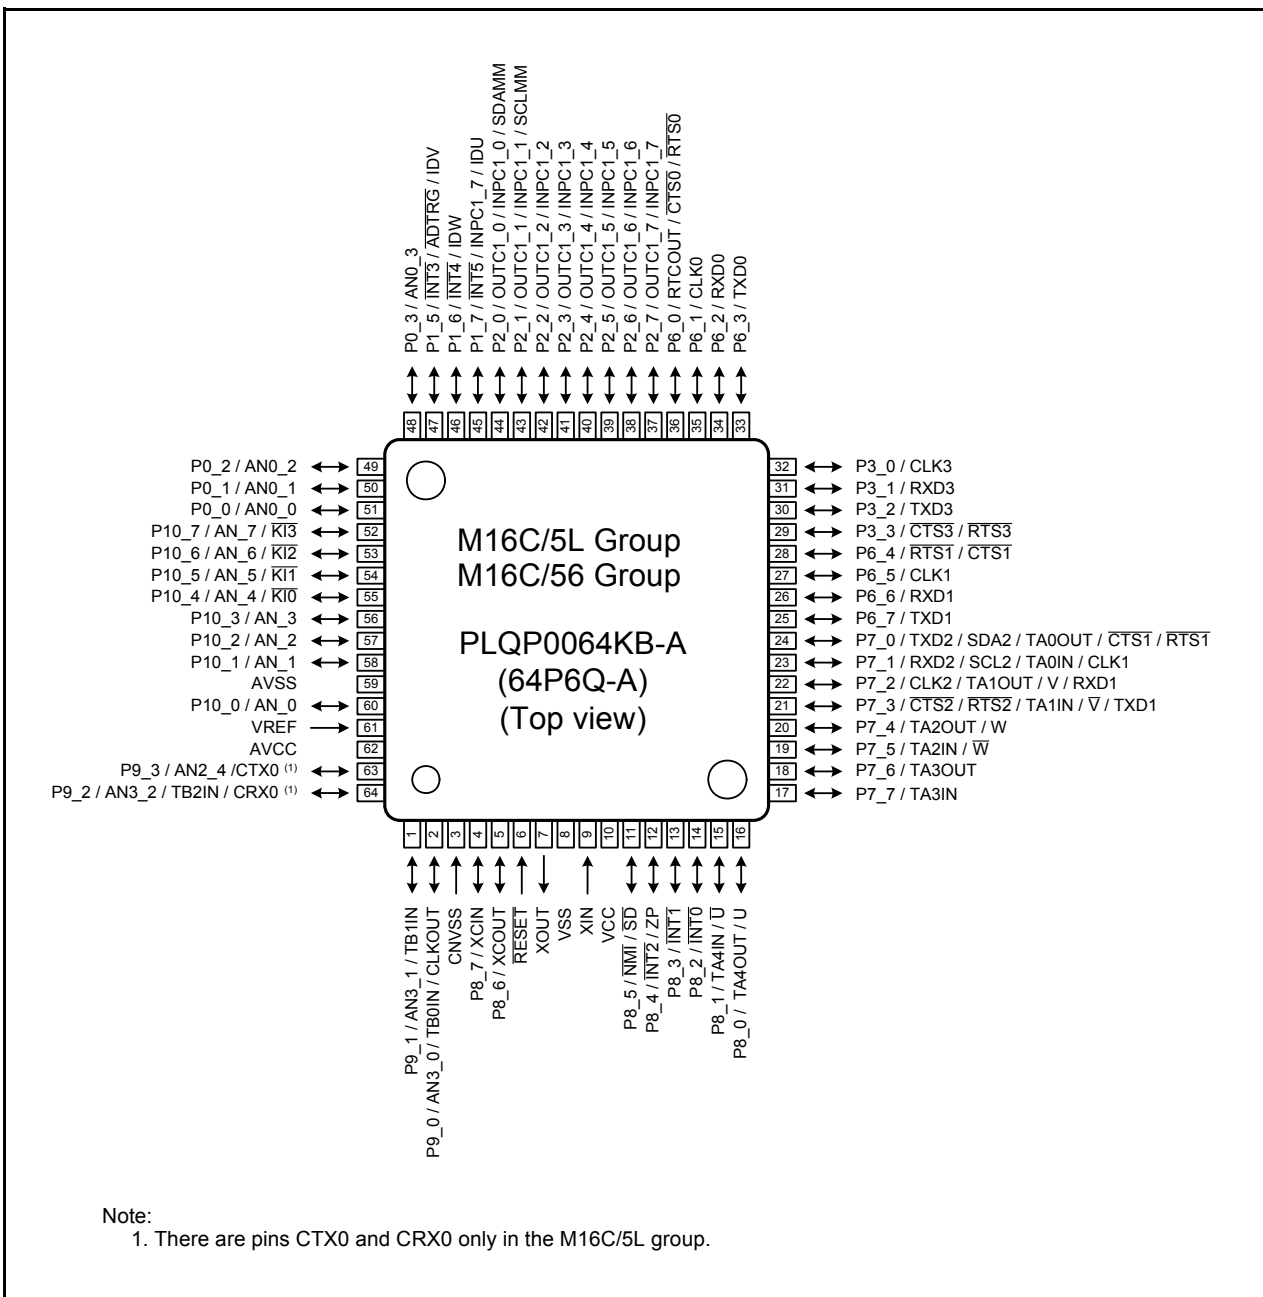 P0_3 / AN0_3
P1_5 / INT3 / ADTRG / IDV
P1_6 / INT4 / IDW
P1_7 / INT5 / INPC1_7 / IDU
P2_0 / OUTC1_0 / INPC1_0 / SDAMM
P2_1 / OUTC1_1 / INPC1_1 / SCLMM
P2_2 / OUTC1_2 / INPC1_2
P2_3 / OUTC1_3 / INPC1_3
P2_4 / OUTC1_4 / INPC1_4
P2_5 / OUTC1_5 / INPC1_5
P2_6 / OUTC1_6 / INPC1_6
P2_7 / OUTC1_7 / INPC1_7
P6_0 / RTCOUT / CTS0 / RTS0
P6_1 / CLK0
P6_2 / RXD0
P6_3 / TXD0
48 47 46 45 44 43 42 41 40 39 38 37 36 35 34 33
P0_2 / AN0_2 49
P0_1 / AN0_1 50
P0_0 / AN0_0 51
P10_7 / AN_7 / KI3 52
P10_6 / AN_6 / KI2 53
P10_5 / AN_5 / KI1 54
P10_4 / AN_4 / KI0 55
P10_3 / AN_3 56
P10_2 / AN_2 57
P10_1 / AN_1 58
AVSS 59
P10_0 / AN_0 60
VREF 61
AVCC 62
P9_3 / AN2_4 /CTX0 (1) 63
P9_2 / AN3_2 / TB2IN / CRX0 (1) 64
M16C/5L Group
M16C/56 Group
PLQP0064KB-A
(64P6Q-A)
(Top view)
32 P3_0 / CLK3
31 P3_1 / RXD3
30 P3_2 / TXD3
29 P3_3 / CTS3 / RTS3
28 P6_4 / RTS1 / CTS1
27 P6_5 / CLK1
26 P6_6 / RXD1
25 P6_7 / TXD1
24 P7_0 / TXD2 / SDA2 / TA0OUT / CTS1 / RTS1
23 P7_1 / RXD2 / SCL2 / TA0IN / CLK1
22 P7_2 / CLK2 / TA1OUT / V / RXD1
21 P7_3 / CTS2 / RTS2 / TA1IN / V / TXD1
20 P7_4 / TA2OUT / W
19 P7_5 / TA2IN / W
18 P7_6 / TA3OUT
17 P7_7 / TA3IN
1 2 3 4 5 6 7 8 9 10 11 12 13 14 15 16
P9_1 / AN3_1 / TB1IN
P9_0 / AN3_0 / TB0IN / CLKOUT
CNVSS
P8_7 / XCIN
P8_6 / XCOUT
RESET
XOUT
VSS
XIN
VCC
P8_5 / NMI / SD
P8_4 / INT2 / ZP
P8_3 / INT1
P8_2 / INT0
P8_1 / TA4IN / U
P8_0 / TA4OUT / U
Note:
1. There are pins CTX0 and CRX0 only in the M16C/5L group.